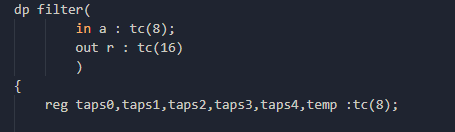 dp filter(
in a : tc(8);
out r : tc(16)
)
{
reg taps0,taps1,taps2,taps3,taps4,temp :tc(8);